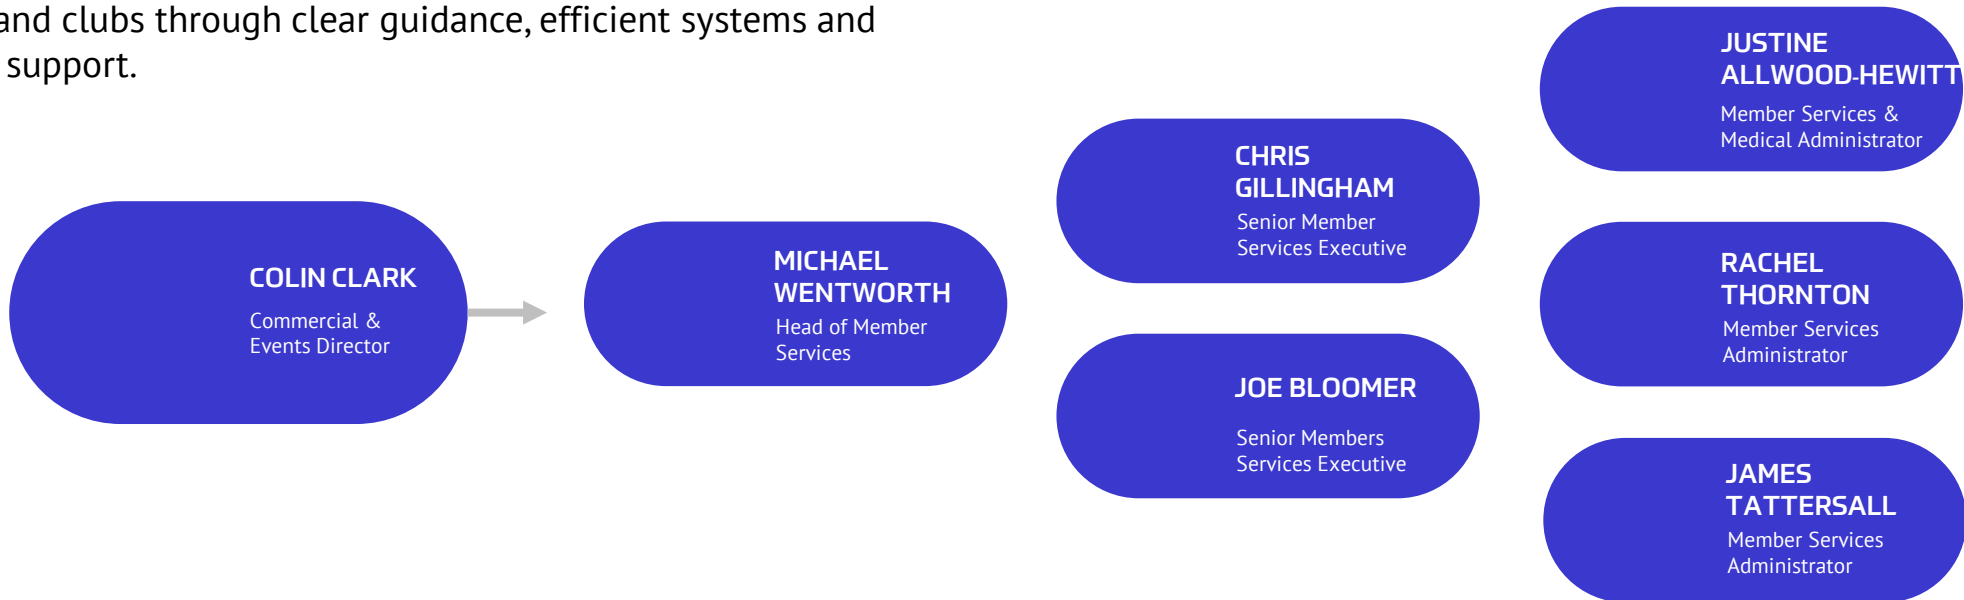 and clubs through clear guidance, efficient systems and
support.
COLIN CLARK
Commercial &
Events Director
MICHAEL
WENTWORTH
Head of Member
Services
CHRIS
GILLINGHAM
Senior Member
Services Executive
JOE BLOOMER
Senior Members
Services Executive
JUSTINE
ALLWOOD-HEWITT
Member Services &
Medical Administrator
RACHEL
THORNTON
Member Services
Administrator
JAMES
TATTERSALL
Member Services
Administrator